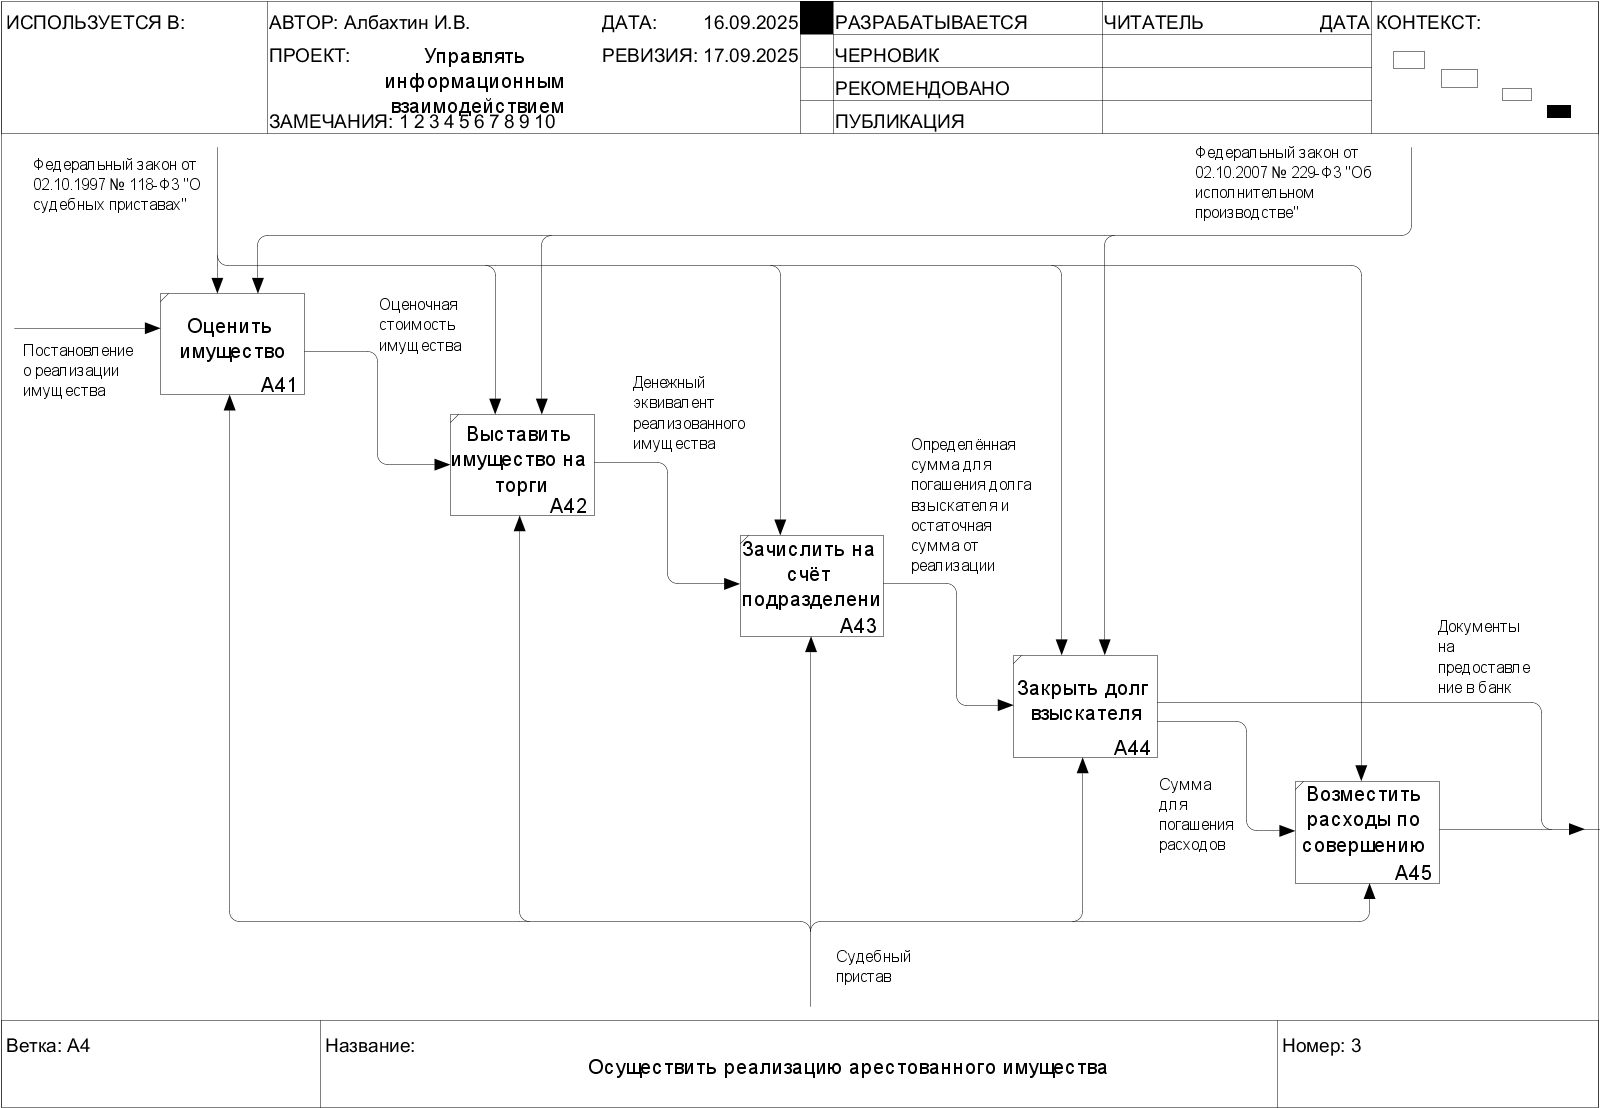 ИСПОЛЬЗУЕТСЯ В:
АВТОР: Албахтин И.В.
ДАТА: 16.09.2025
ПРОЕКТ: Управлять
информационным
взаимодействием
РЕВИЗИЯ: 17.09.2025
ЗАМЕЧАНИЯ: 1 2 3 4 5 6 7 8 9 10
РАЗРАБАТЫВАЕТСЯ
ЧЕРНОВИК
РЕКОМЕНДОВАНО
ПУБЛИКАЦИЯ
ЧИТАТЕЛЬ
ДАТА
КОНТЕКСТ:
Федеральный закон от
02.10.1997 № 118-ФЗ "О
судебных приставах"
Федеральный закон от
02.10.2007 № 229-ФЗ "Об
исполнительном
производстве"
Постановление
о реализации
имущества
Оценить
имущество
A41
Оценочная
стоимость
имущества
Выставить
имущество на
торги
A42
Денежный
эквивалент
реализованного
имущества
Зачислить на
счёт
подразделени
A43
Определённая
сумма для
погашения долга
взыскателя и
остаточная
сумма от
реализации
Закрыть долг
взыскателя
A44
Документы
на
предоставле
ние в банк
Сумма
для
погашения
расходов
Возместить
расходы по
совершению
A45
Судебный
пристав
Ветка: A4
Название:
Осуществить реализацию арестованного имущества
Номер: 3